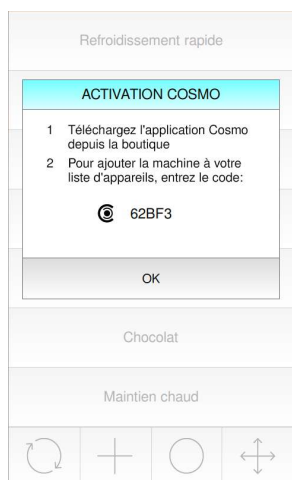 Refroidissement rapide
ACTIVATION COSMO
1 Téléchargez l'application Cosmo
depuis la boutique
2 Pour ajouter la machine à votre
liste d'appareils, entrez le code:
62BF3
OK
Chocolat
Maintien chaud